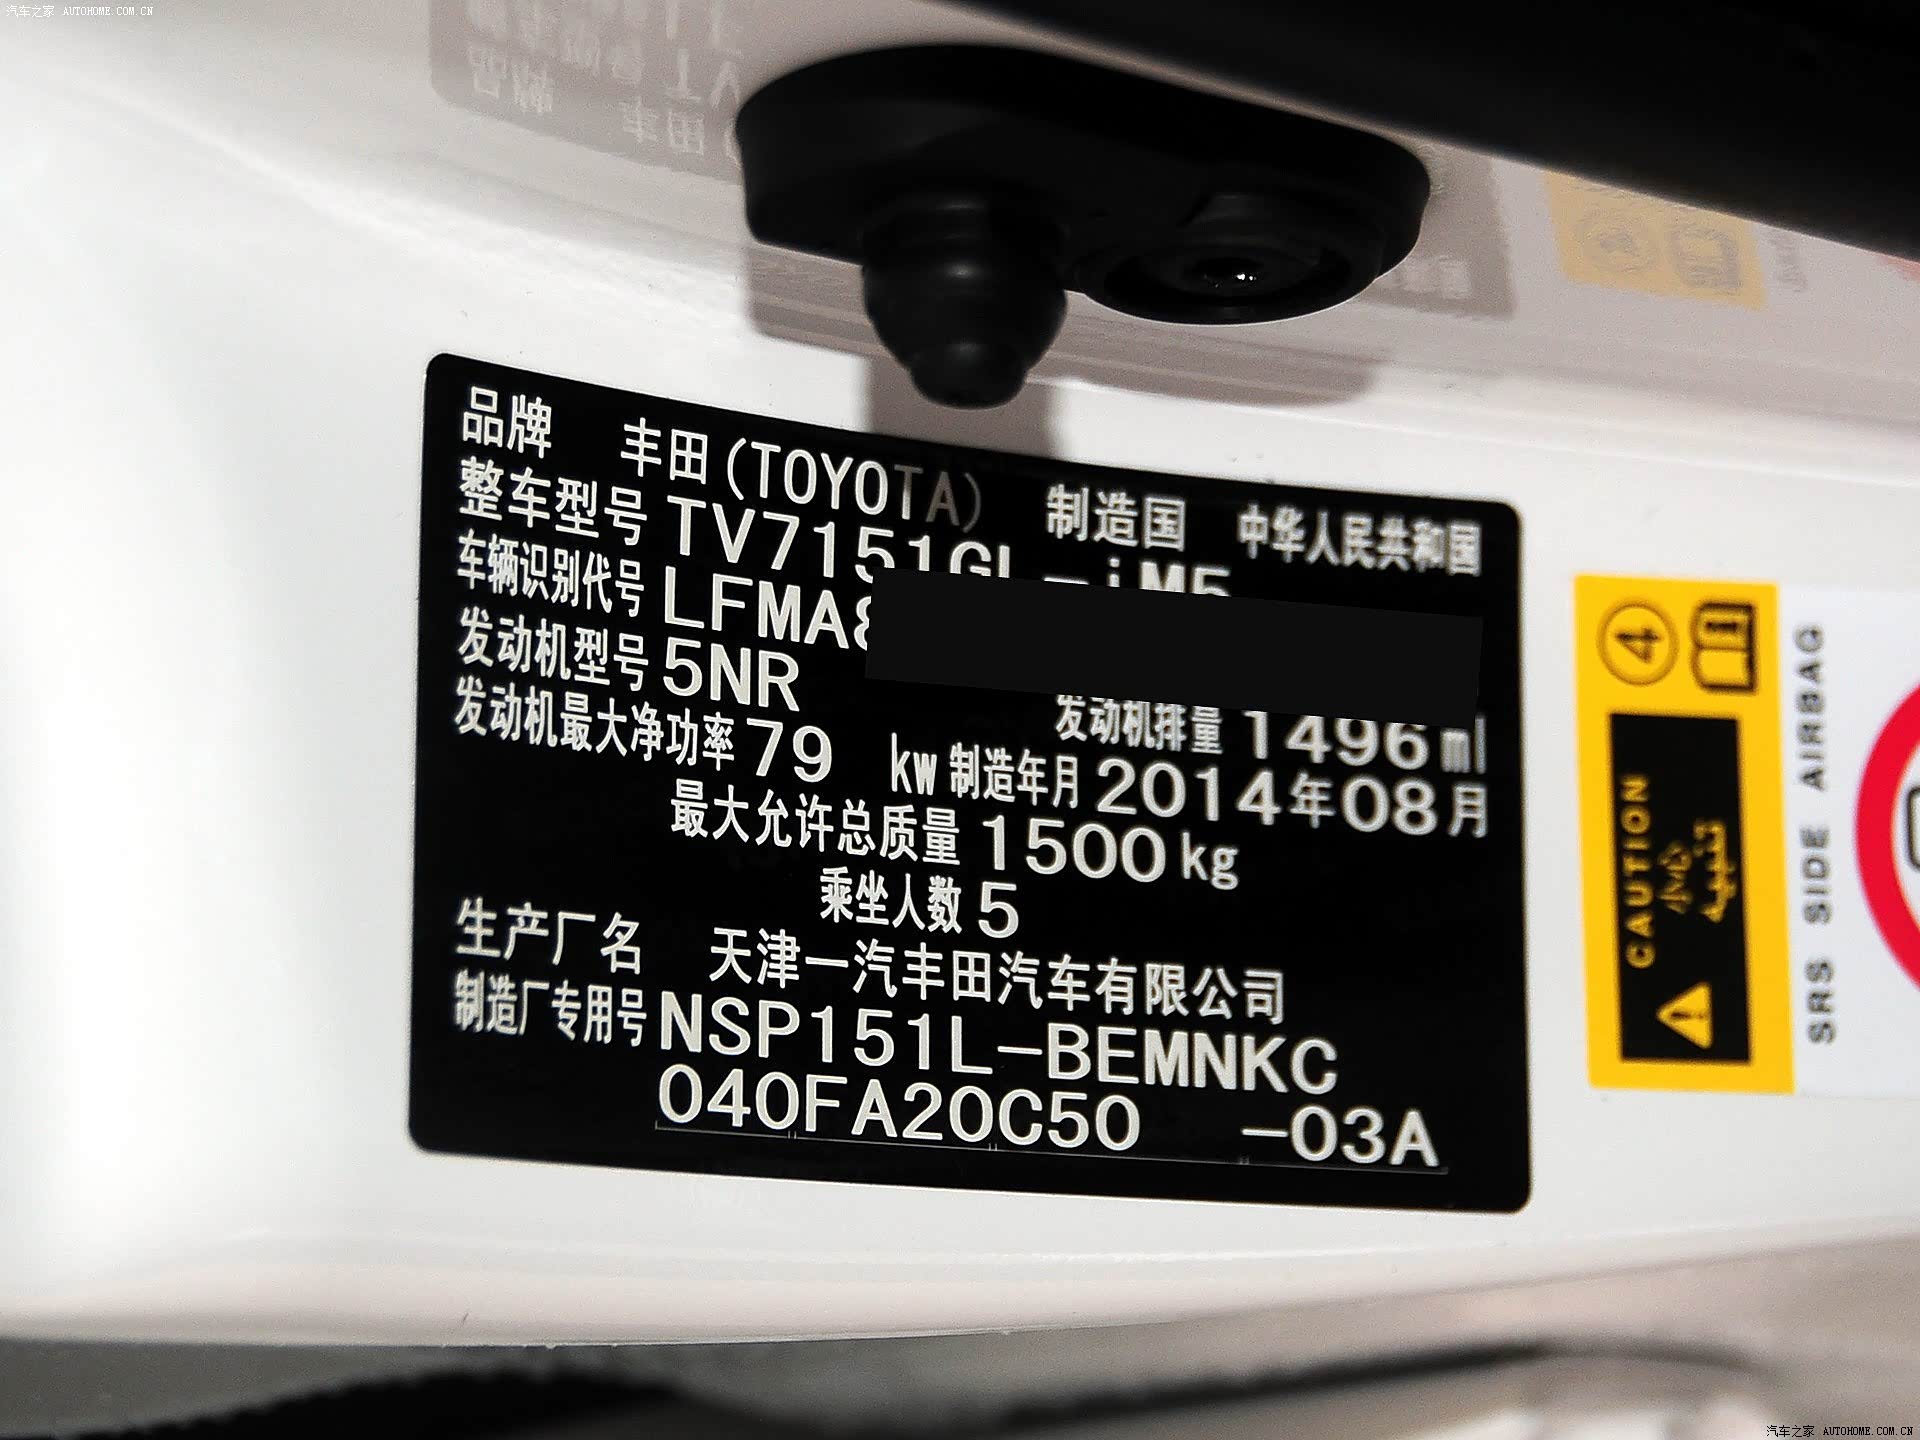 汽车之家 AUTOHOME.COM.CN
品牌 丰田(TOYOTA) 制造国 中华人民共和国
整车型号 TV7151GL-iM5
车辆识别代号 LFMA8
发动机型号 5NR 发动机排量 1496 ml
发动机最大净功率 79 kw 制造年月 2014年08月
最大允许总质量 1500 kg
乘坐人数 5
生产厂名 天津一汽丰田汽车有限公司
制造厂专用号 NSP151L-BEMNKC
040FA20C50 -03A
4
CAUTION
小心
تنبيه
SRS SIDE AIRBAG
汽车之家 AUTOHOME.COM.CN